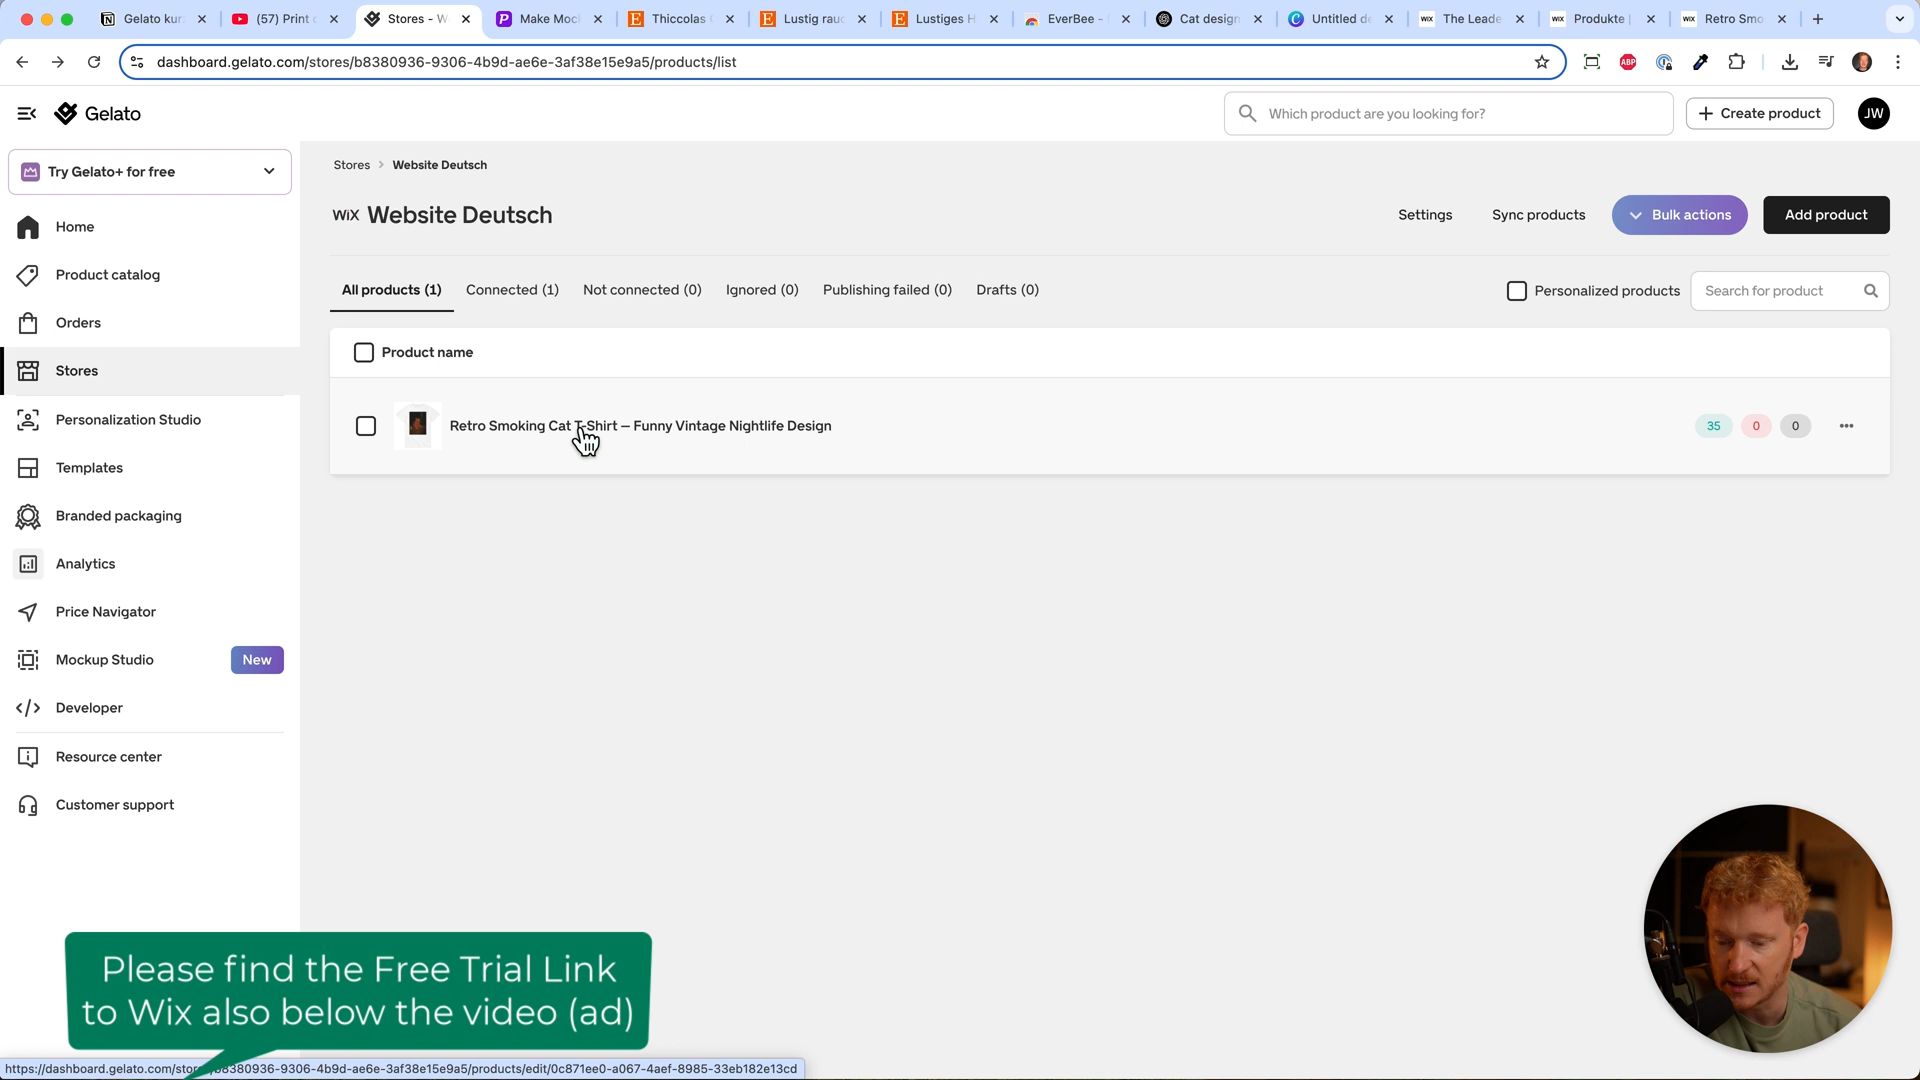 Gelato kur
(57) Print
Stores - W
Make Moc
Thiccolas
Lustig rauc
Lustiges H
EverBee -
Cat design
Untitled de
WIX The Leade
WIX Produkte
WIX Retro Smo
dashboard.gelato.com/stores/b8380936-9306-4b9d-ae6e-3af38e15e9a5/products/list
ABP
Gelato
Which product are you looking for?
Create product
JW
Try Gelato+ for free
Home
Product catalog
Orders
Stores
Personalization Studio
Templates
Branded packaging
Analytics
Price Navigator
Mockup Studio
New
Developer
Resource center
Customer support
Stores > Website Deutsch
WIX Website Deutsch
Settings
Sync products
Bulk actions
Add product
All products (1)
Connected (1)
Not connected (0)
Ignored (0)
Publishing failed (0)
Drafts (0)
Personalized products
Search for product
Product name
Retro Smoking Cat T-Shirt – Funny Vintage Nightlife Design
35
0
0
Please find the Free Trial Link
to Wix also below the video (ad)
https://dashboard.gelato.com/stores/b8380936-9306-4b9d-ae6e-3af38e15e9a5/products/edit/0c871ee0-a067-4aef-8985-33eb182e13cd